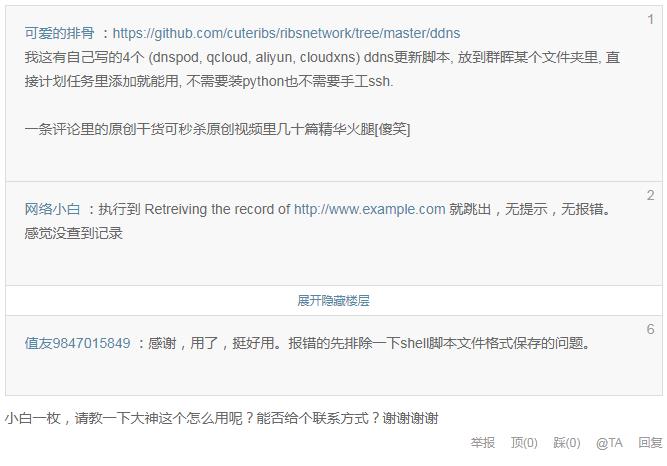 1
可爱的排骨 ：https://github.com/cuteribs/ribsnetwork/tree/master/ddns
我这有自己写的4个 (dnspod, qcloud, aliyun, cloudxns) ddns更新脚本, 放到群晖某个文件夹里, 直
接计划任务里添加就能用, 不需要装python也不需要手工ssh.
一条评论里的原创干货可秒杀原创视频里几十篇精华火腿[傻笑]
2
网络小白 ：执行到 Retreiving the record of http://www.example.com 就跳出，无提示，无报错。
感觉没查到记录
展开隐藏楼层
6
值友9847015849 ：感谢，用了，挺好用。报错的先排除一下shell脚本文件格式保存的问题。
小白一枚，请教一下大神这个怎么用呢？能否给个联系方式？谢谢谢谢
举报 顶(0) 踩(0) @TA 回复